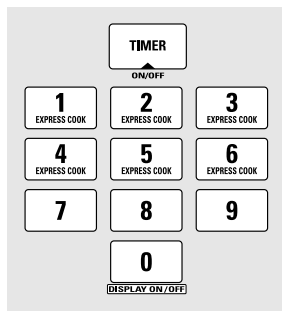 TIMER
ON/OFF
1 2 3
EXPRESS COOK EXPRESS COOK EXPRESS COOK
4 5 6
EXPRESS COOK EXPRESS COOK EXPRESS COOK
7 8 9
0
DISPLAY ON/OFF